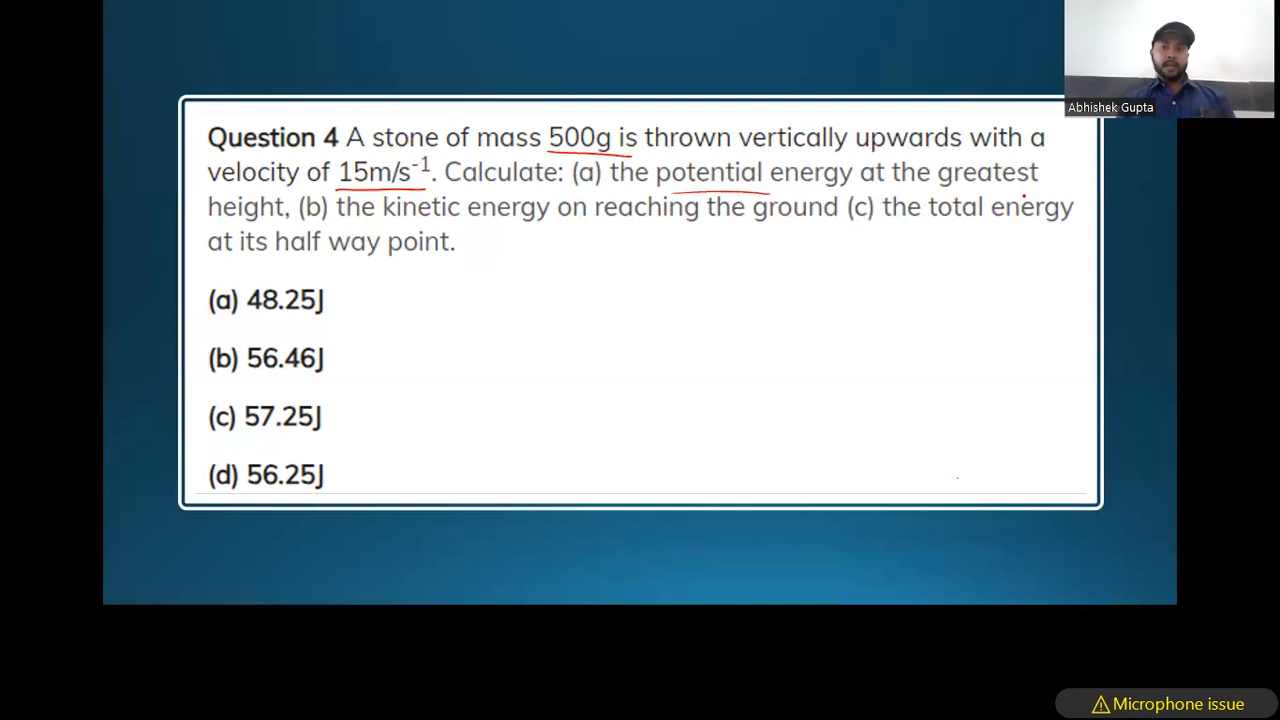 Abhishek Gupta
Question 4 A stone of mass 500g is thrown vertically upwards with a
velocity of 15m/s⁻¹. Calculate: (a) the potential energy at the greatest
height, (b) the kinetic energy on reaching the ground (c) the total energy
at its half way point.
(a) 48.25J
(b) 56.46J
(c) 57.25J
(d) 56.25J
Microphone issue